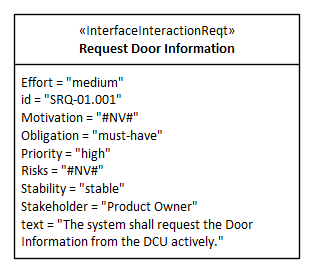 «InterfaceInteractionReqt»
Request Door Information
Effort = "medium"
id = "SRQ-01.001"
Motivation = "#NV#"
Obligation = "must-have"
Priority = "high"
Risks = "#NV#"
Stability = "stable"
Stakeholder = "Product Owner"
text = "The system shall request the Door
Information from the DCU actively."